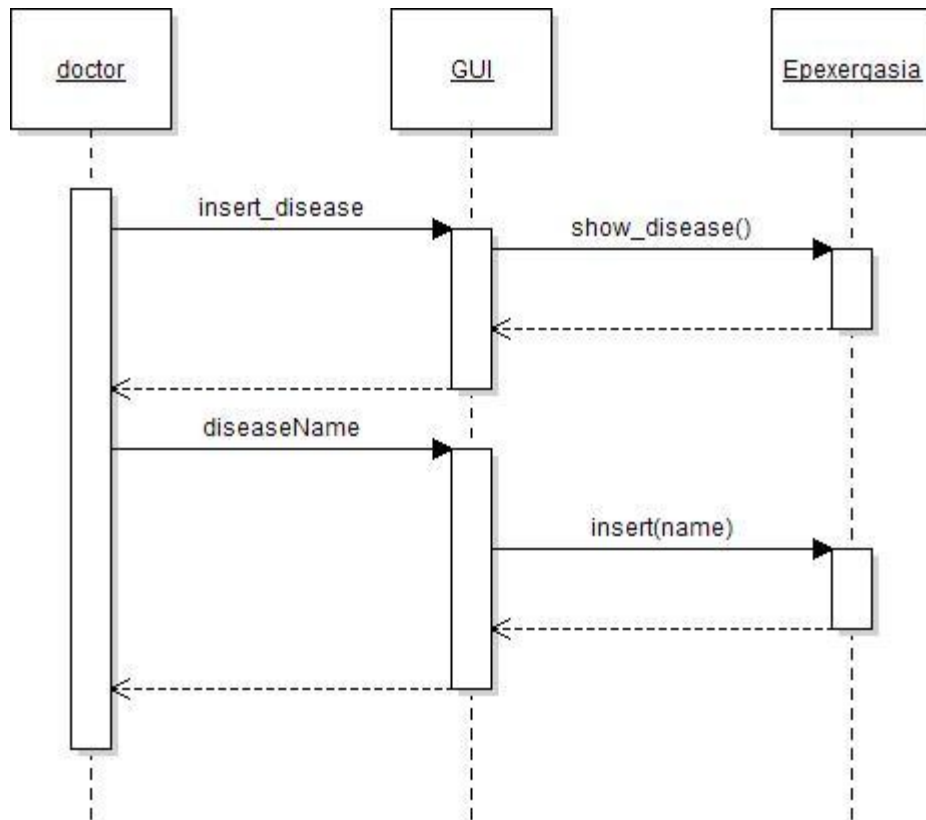 doctor
GUI
Epexergasia
insert_disease
show_disease()
diseaseName
insert(name)